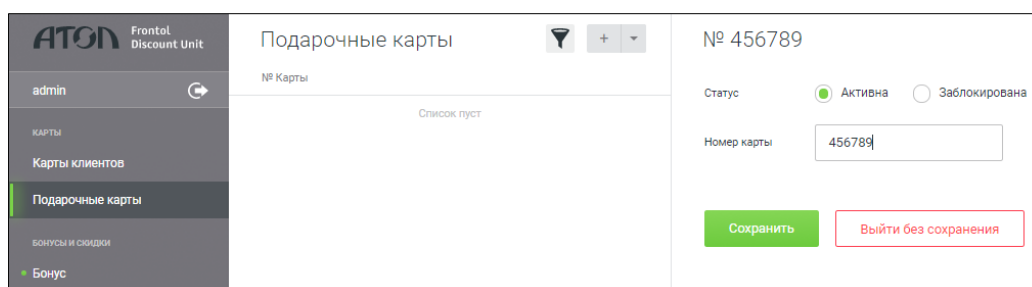 АТОЛ Frontol
Discount Unit
admin
КАРТЫ
Карты клиентов
Подарочные карты
БОНУСЫ И СКИДКИ
Бонус
Подарочные карты
+
№ Карты
Список пуст
№ 456789
Статус
Активна
Заблокирована
Номер карты
456789
Сохранить
Выйти без сохранения